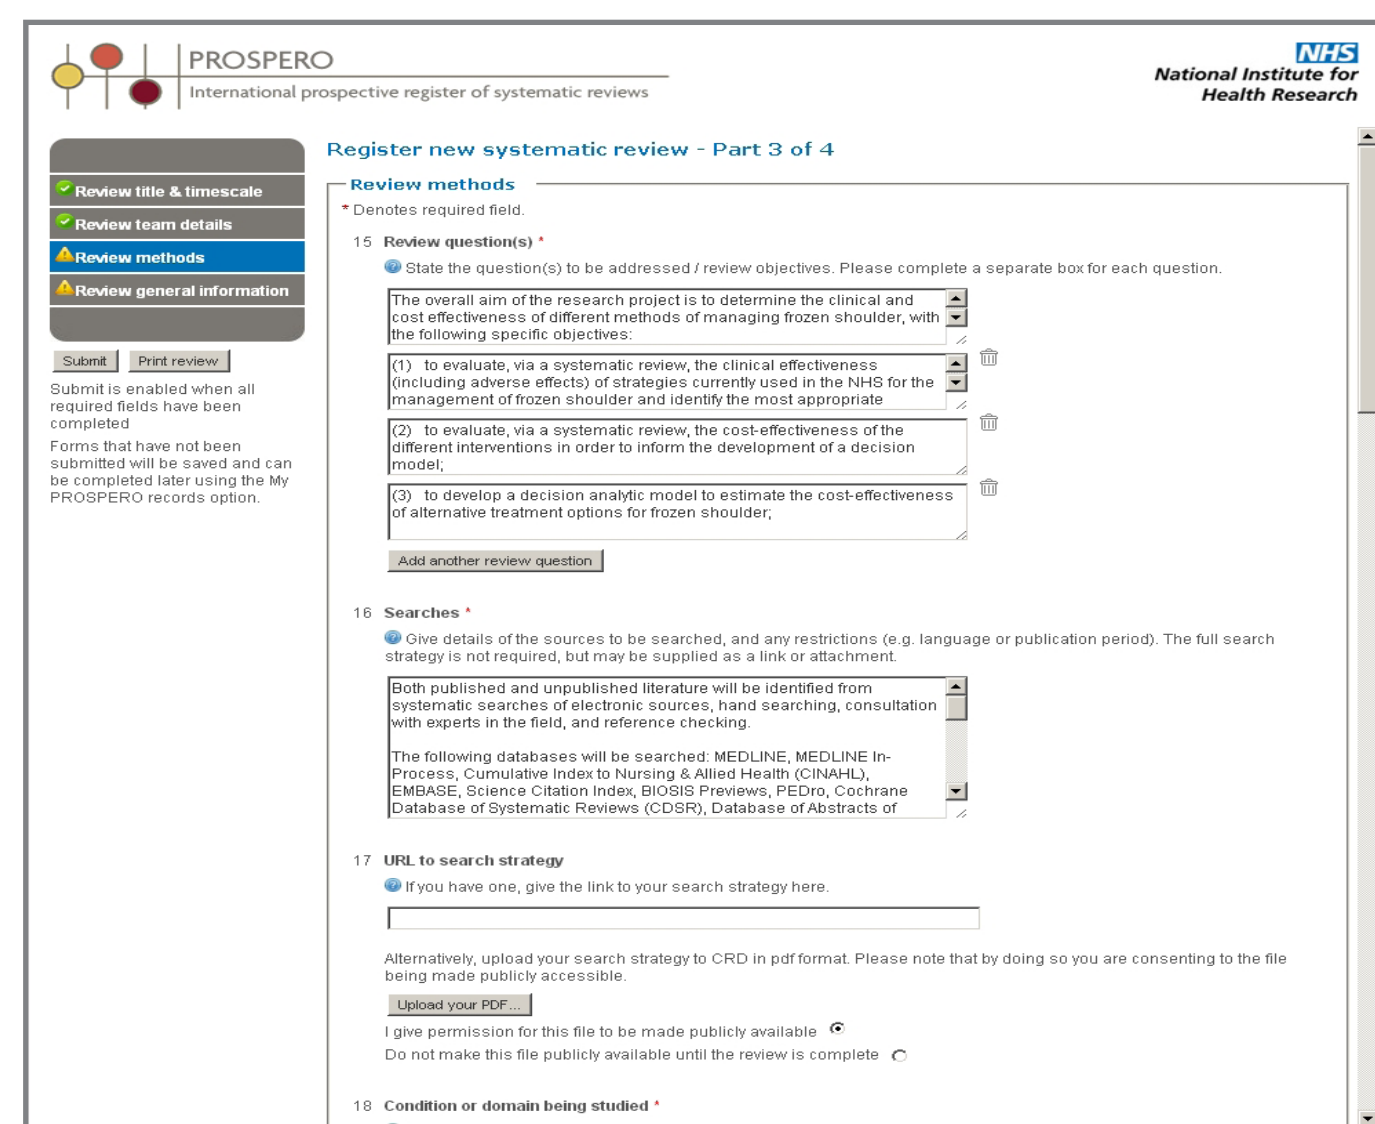 PROSPERO
International prospective register of systematic reviews
NHS
National Institute for
Health Research
Review title & timescale
Review team details
Review methods
Review general information
Submit
Print review
Submit is enabled when all
required fields have been
completed
Forms that have not been
submitted will be saved and can
be completed later using the My
PROSPERO records option.
Register new systematic review - Part 3 of 4
Review methods
* Denotes required field.
15 Review question(s) *
State the question(s) to be addressed / review objectives. Please complete a separate box for each question.
The overall aim of the research project is to determine the clinical and
cost effectiveness of different methods of managing frozen shoulder, with
the following specific objectives:
(1) to evaluate, via a systematic review, the clinical effectiveness
(including adverse effects) of strategies currently used in the NHS for the
management of frozen shoulder and identify the most appropriate
(2) to evaluate, via a systematic review, the cost-effectiveness of the
different interventions in order to inform the development of a decision
model;
(3) to develop a decision analytic model to estimate the cost-effectiveness
of alternative treatment options for frozen shoulder;
Add another review question
16 Searches *
Give details of the sources to be searched, and any restrictions (e.g. language or publication period). The full search
strategy is not required, but may be supplied as a link or attachment.
Both published and unpublished literature will be identified from
systematic searches of electronic sources, hand searching, consultation
with experts in the field, and reference checking.
The following databases will be searched: MEDLINE, MEDLINE In-
Process, Cumulative Index to Nursing & Allied Health (CINAHL),
EMBASE, Science Citation Index, BIOSIS Previews, PEDro, Cochrane
Database of Systematic Reviews (CDSR), Database of Abstracts of
17 URL to search strategy
If you have one, give the link to your search strategy here.
Alternatively, upload your search strategy to CRD in pdf format. Please note that by doing so you are consenting to the file
being made publicly accessible.
Upload your PDF...
I give permission for this file to be made publicly available
Do not make this file publicly available until the review is complete
18 Condition or domain being studied *